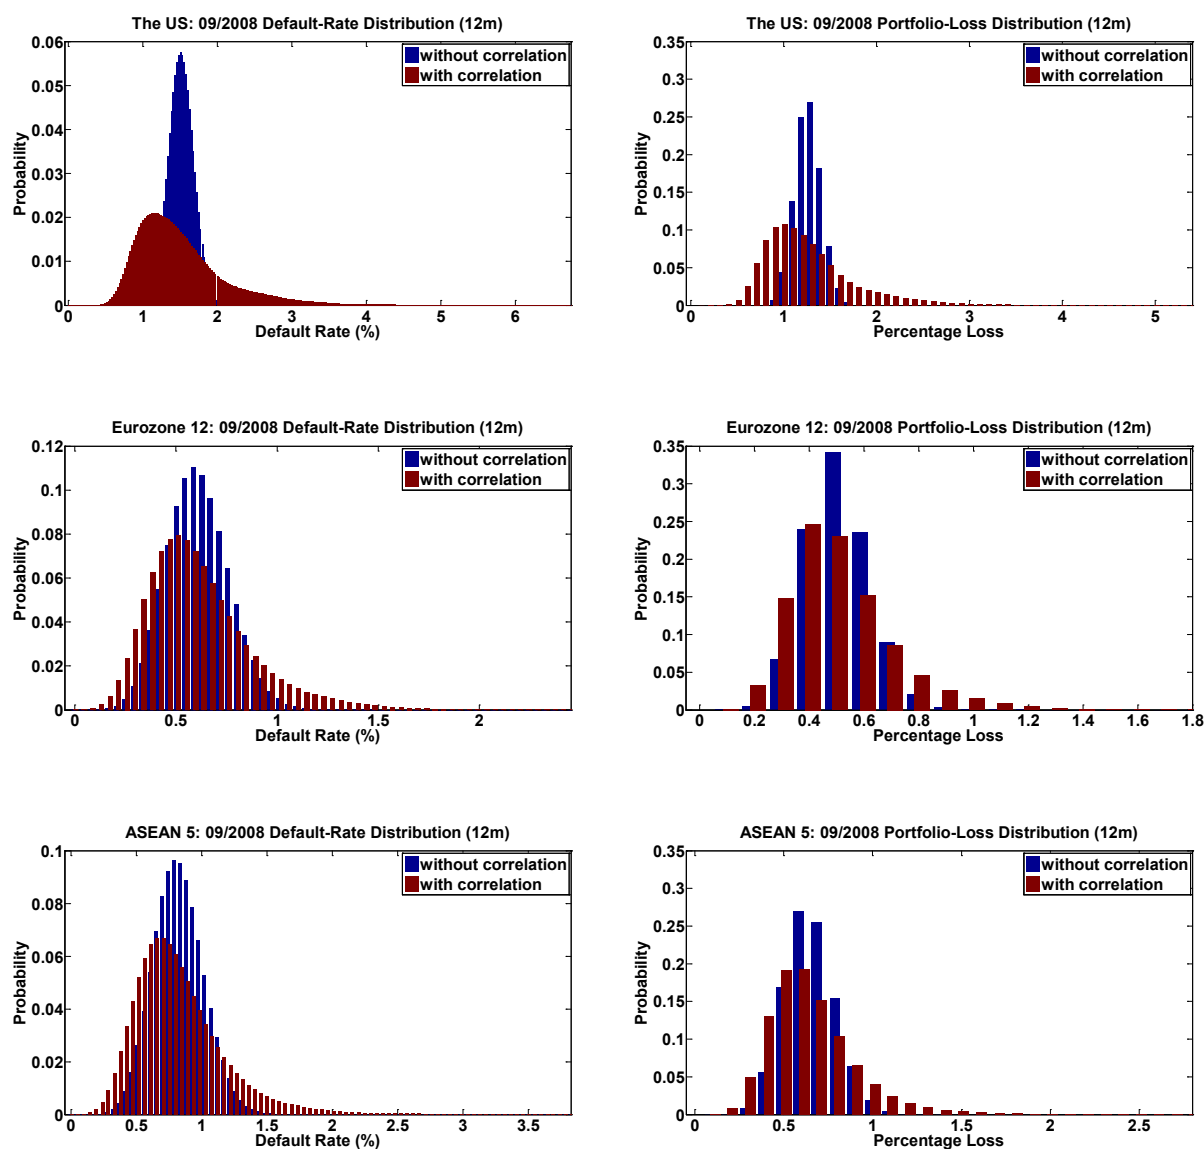 The US: 09/2008 Default-Rate Distribution (12m)
0.06
0.05
0.04
0.03
0.02
0.01
0
Probability
without correlation
with correlation
0 1 2 3 4 5 6
Default Rate (%)
The US: 09/2008 Portfolio-Loss Distribution (12m)
0.35
0.3
0.25
0.2
0.15
0.1
0.05
0
Probability
without correlation
with correlation
0 1 2 3 4 5
Percentage Loss
Eurozone 12: 09/2008 Default-Rate Distribution (12m)
0.12
0.1
0.08
0.06
0.04
0.02
0
Probability
without correlation
with correlation
0 0.5 1 1.5 2
Default Rate (%)
Eurozone 12: 09/2008 Portfolio-Loss Distribution (12m)
0.35
0.3
0.25
0.2
0.15
0.1
0.05
0
Probability
without correlation
with correlation
0 0.2 0.4 0.6 0.8 1 1.2 1.4 1.6 1.8
Percentage Loss
ASEAN 5: 09/2008 Default-Rate Distribution (12m)
0.1
0.08
0.06
0.04
0.02
0
Probability
without correlation
with correlation
0 0.5 1 1.5 2 2.5 3 3.5
Default Rate (%)
ASEAN 5: 09/2008 Portfolio-Loss Distribution (12m)
0.35
0.3
0.25
0.2
0.15
0.1
0.05
0
Probability
without correlation
with correlation
0 0.5 1 1.5 2 2.5
Percentage Loss